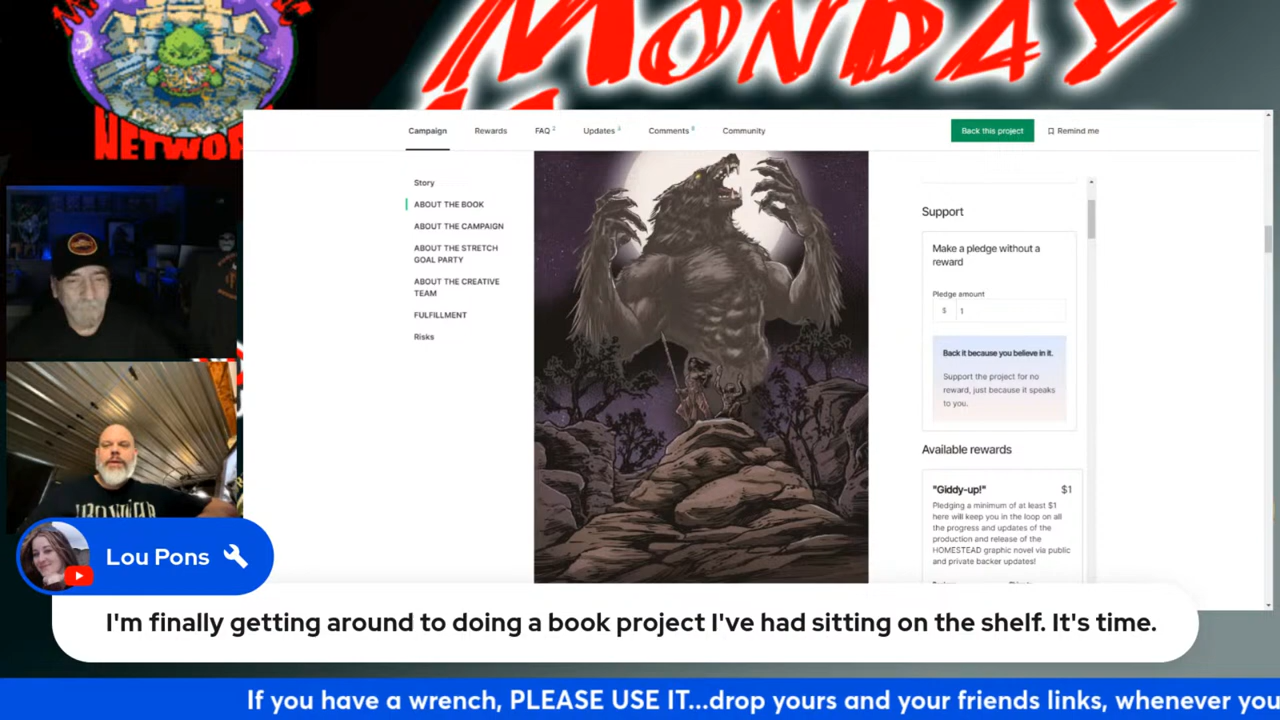 MONDAY
NETWO
Campaign
Rewards
FAQ 2
Updates 3
Comments 8
Community
Back this project
Remind me
Story
ABOUT THE BOOK
ABOUT THE CAMPAIGN
ABOUT THE STRETCH
GOAL PARTY
ABOUT THE CREATIVE
TEAM
FULFILLMENT
Risks
Support
Make a pledge without a
reward
Pledge amount
$ 1
Back it because you believe in it.
Support the project for no
reward, just because it speaks
to you.
Available rewards
"Giddy-up!" $1
Pledging a minimum of at least $1
here will keep you in the loop on all
the progress and updates of the
production and release of the
HOMESTEAD graphic novel via public
and private backer updates!
Lou Pons
I'm finally getting around to doing a book project I've had sitting on the shelf. It's time.
If you have a wrench, PLEASE USE IT...drop yours and your friends links, whenever you